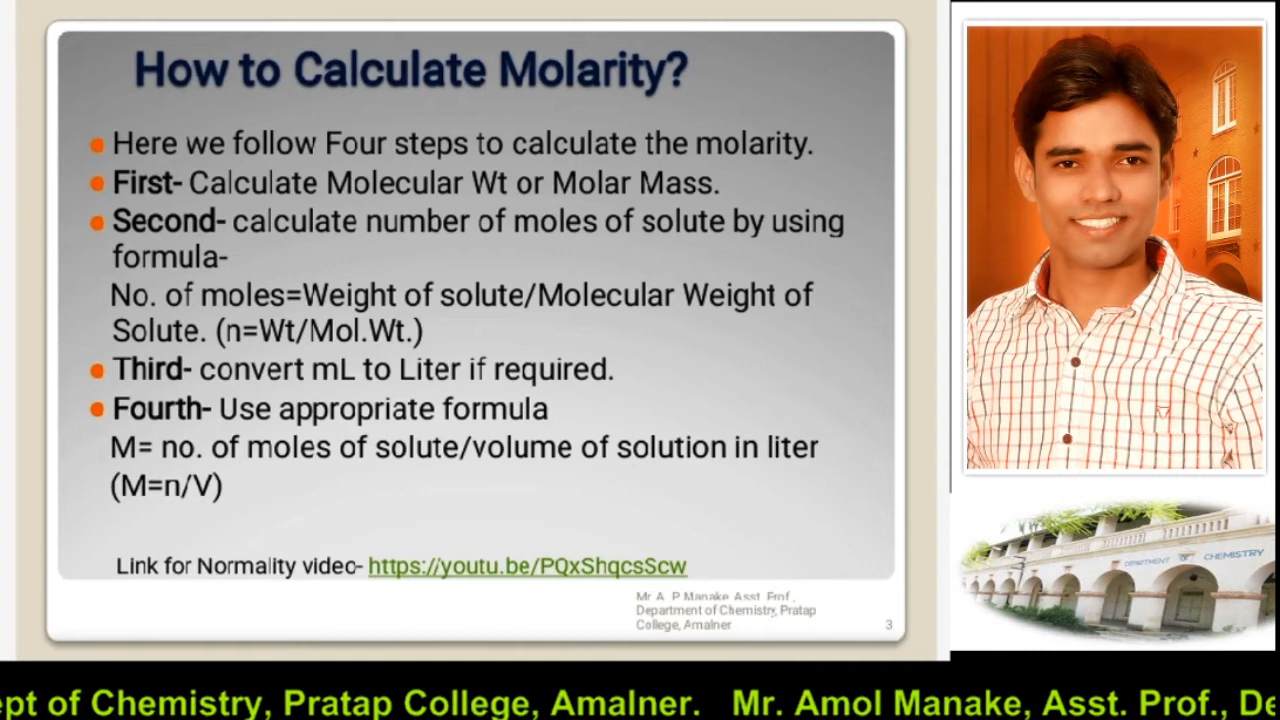 How to Calculate Molarity?
Here we follow Four steps to calculate the molarity.
First- Calculate Molecular Wt or Molar Mass.
Second- calculate number of moles of solute by using
formula-
No. of moles=Weight of solute/Molecular Weight of
Solute. (n=Wt/Mol.Wt.)
Third- convert mL to Liter if required.
Fourth- Use appropriate formula
M= no. of moles of solute/volume of solution in liter
(M=n/V)
Link for Normality video- https://youtu.be/PQxShqcsScw
Mr. A. P Manake, Asst. Prof.,
Department of Chemistry, Pratap
College, Amalner
3
DEPARTMENT OF CHEMISTRY
ept of Chemistry, Pratap College, Amalner. Mr. Amol Manake, Asst. Prof., De